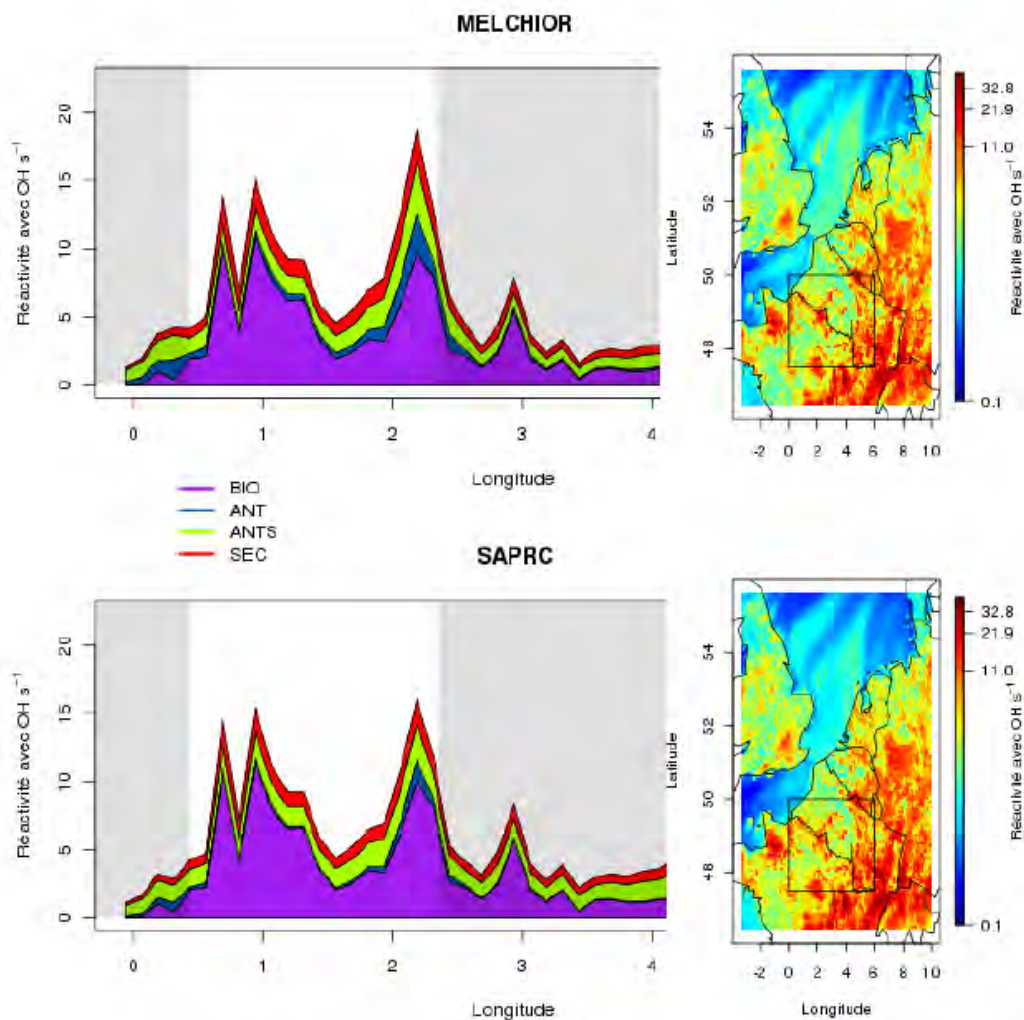 MELCHIOR
Réactivité avec OH s⁻¹
20
15
10
5
0
0 1 2 3 4
Longitude
Latitude
54
52
50
48
-2 0 2 4 6 8 10
32.8
21.9
11.0
0.1
Réactivité avec OH s⁻¹
BIO
ANT
ANTS
SEC
SAPRC
Réactivité avec OH s⁻¹
20
15
10
5
0
0 1 2 3 4
Longitude
Latitude
54
52
50
48
-2 0 2 4 6 8 10
Longitude
32.8
21.9
11.0
0.1
Réactivité avec OH s⁻¹